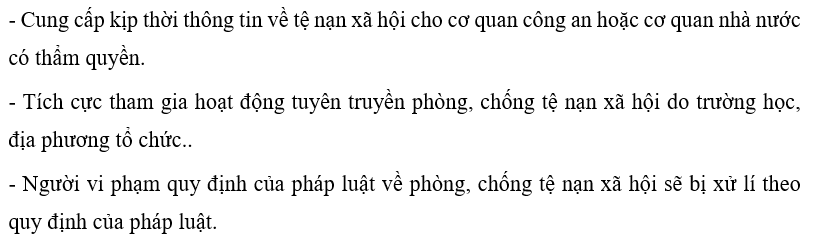 - Cung cấp kịp thời thông tin về tệ nạn xã hội cho cơ quan công an hoặc cơ quan nhà nước
có thẩm quyền.
- Tích cực tham gia hoạt động tuyên truyền phòng, chống tệ nạn xã hội do trường học,
địa phương tổ chức..
- Người vi phạm quy định của pháp luật về phòng, chống tệ nạn xã hội sẽ bị xử lí theo
quy định của pháp luật.